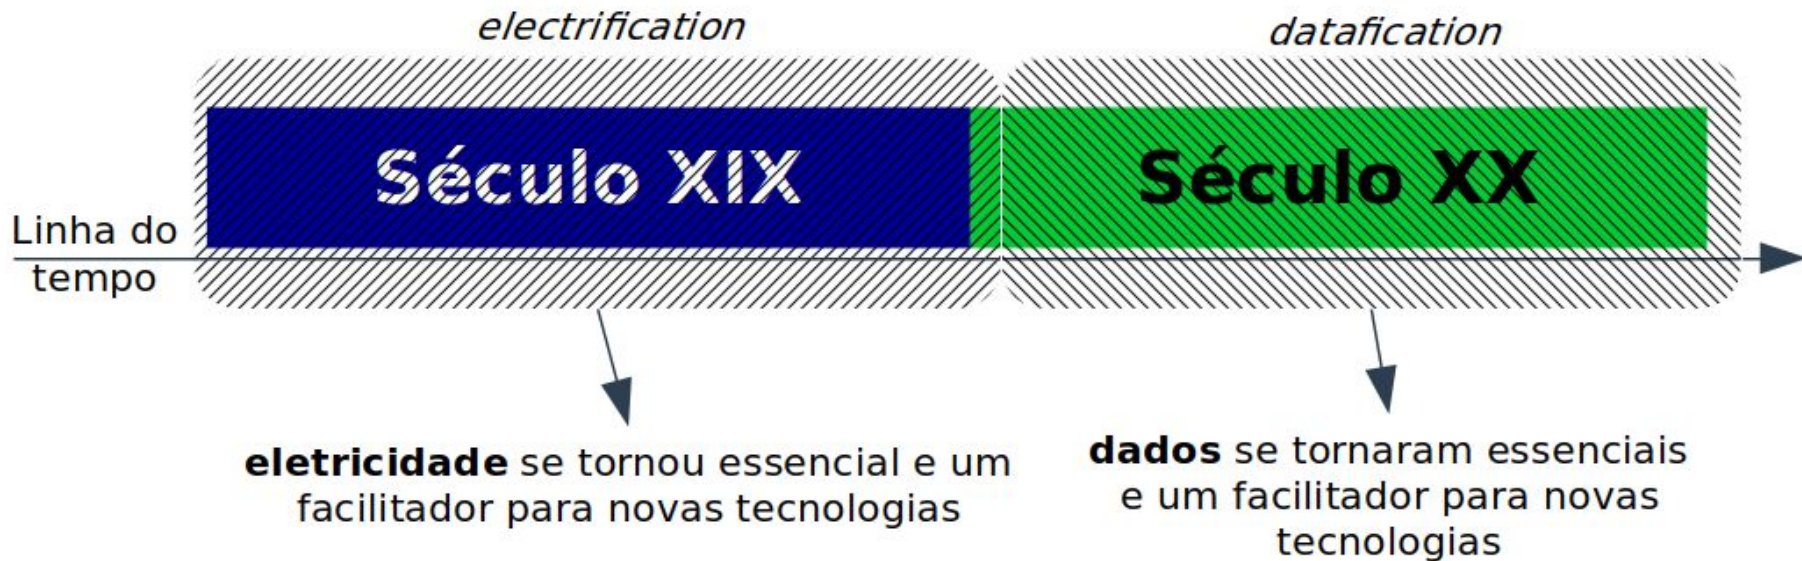 electrification
datafication
Século XIX
Século XX
Linha do
tempo
eletricidade se tornou essencial e um
facilitador para novas tecnologias
dados se tornaram essenciais
e um facilitador para novas
tecnologias